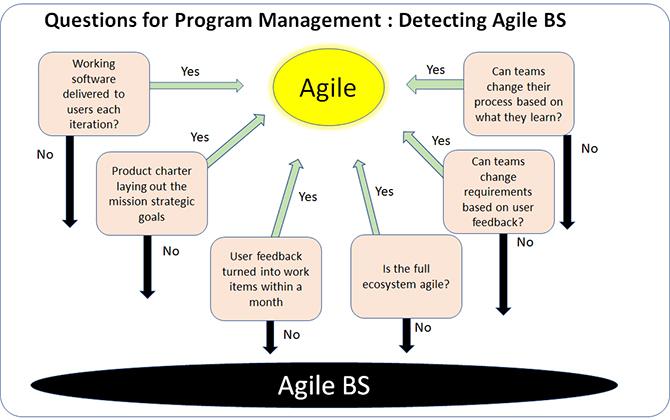 Questions for Program Management : Detecting Agile BS
Working
software
delivered to
users each
iteration?
Yes
No
Product charter
laying out the
mission strategic
goals
Yes
No
User feedback
turned into work
items within a
month
Yes
No
Agile
Is the full
ecosystem agile?
Yes
No
Can teams
change
requirements
based on user
feedback?
Yes
No
Can teams
change their
process based on
what they learn?
Yes
No
Agile BS